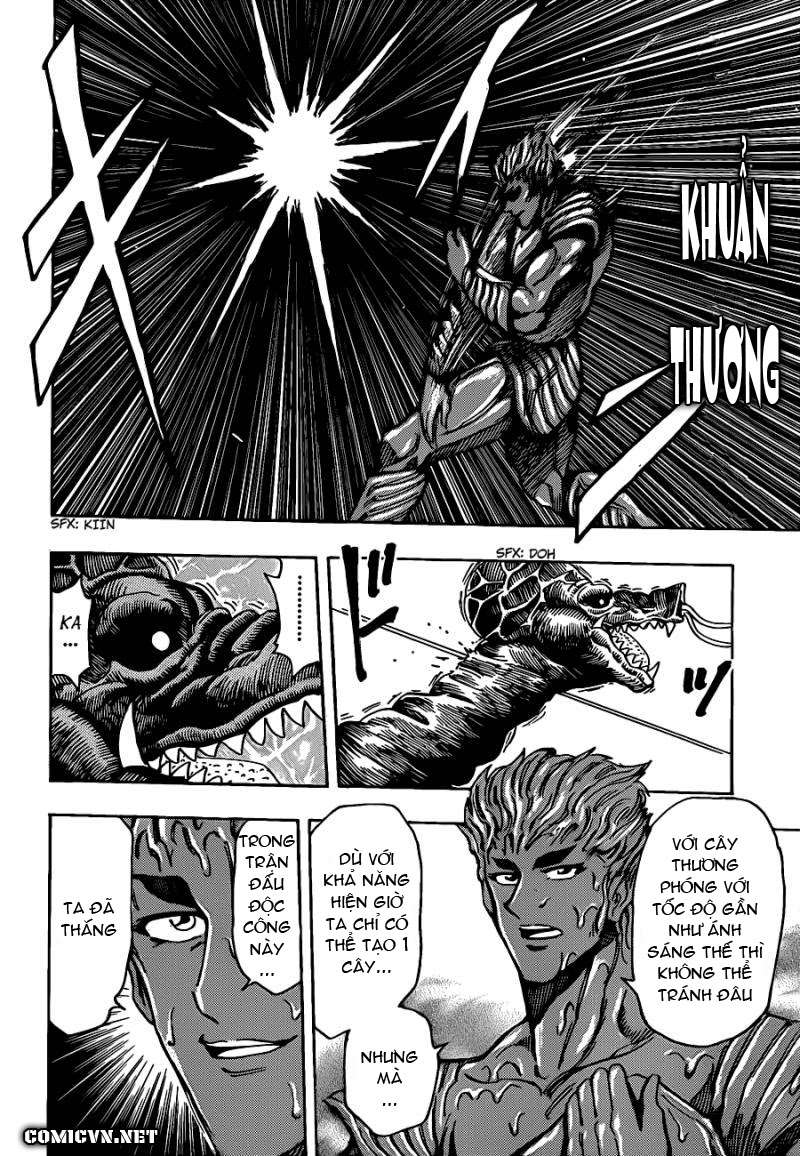 KHUẨN
THƯƠNG
SFX: KIIN
SFX: DOH
ドッ
.........
KA
...
VỚI CÂY
THƯƠNG
PHÓNG VỚI
TỐC ĐỘ GẦN
NHƯ ÁNH
SÁNG THẾ THÌ
KHÔNG THỂ
TRÁNH ĐÂU
DÙ VỚI
KHẢ NĂNG
HIỆN GIỜ
TA CHỈ CÓ
THỂ TẠO 1
CÂY...
NHƯNG
MÀ
...
TRONG
TRẬN
ĐẤU
ĐỘC
CÔNG
NÀY
...
TA ĐÃ
THẮNG
COMICVN.NET